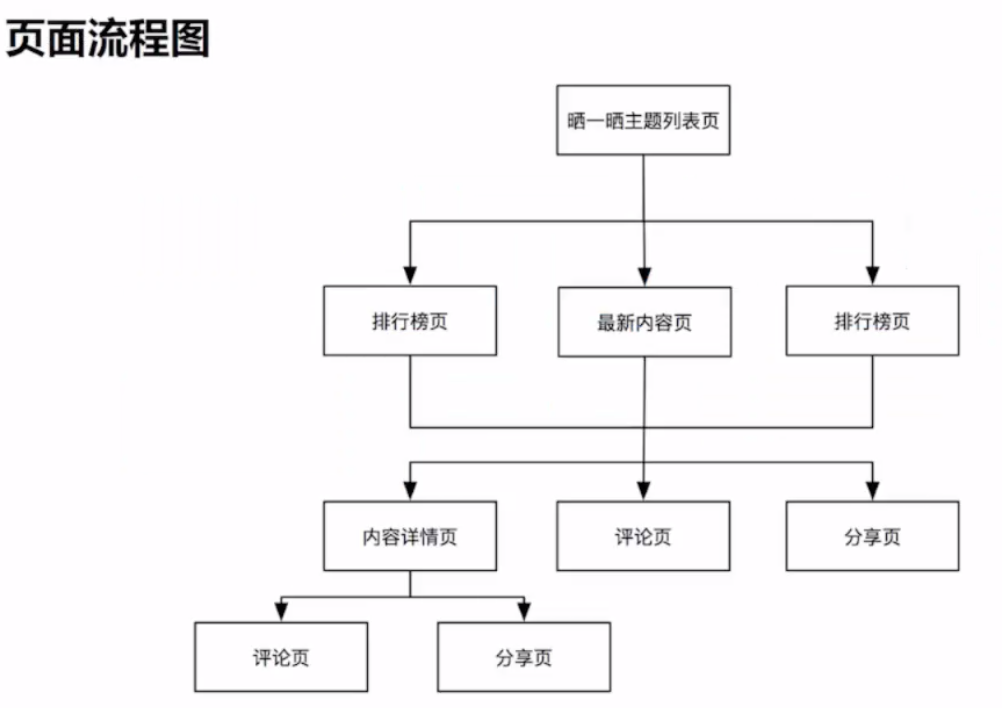 页面流程图
晒一晒主题列表页
排行榜页
最新内容页
排行榜页
内容详情页
评论页
分享页
评论页
分享页